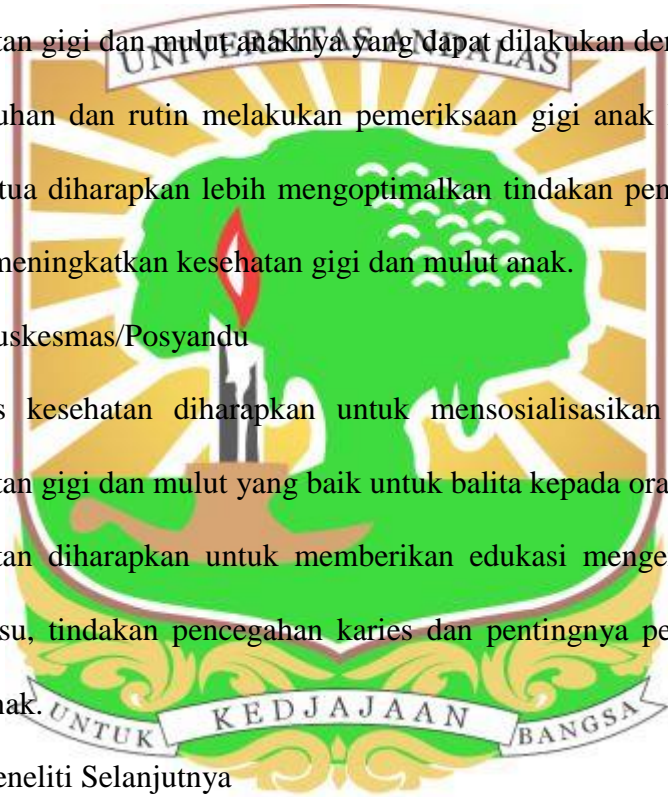 UNIVERSITAS ANDALAS
tan gigi dan mulut anaknya yang dapat dilakukan den
uhan dan rutin melakukan pemeriksaan gigi anak
tua diharapkan lebih mengoptimalkan tindakan pen
meningkatkan kesehatan gigi dan mulut anak.
uskesmas/Posyandu
s kesehatan diharapkan untuk mensosialisasikan
tan gigi dan mulut yang baik untuk balita kepada ora
tan diharapkan untuk memberikan edukasi menge
su, tindakan pencegahan karies dan pentingnya pe
nak.
UNTUK KEDJAJAAN BANGSA
eneliti Selanjutnya